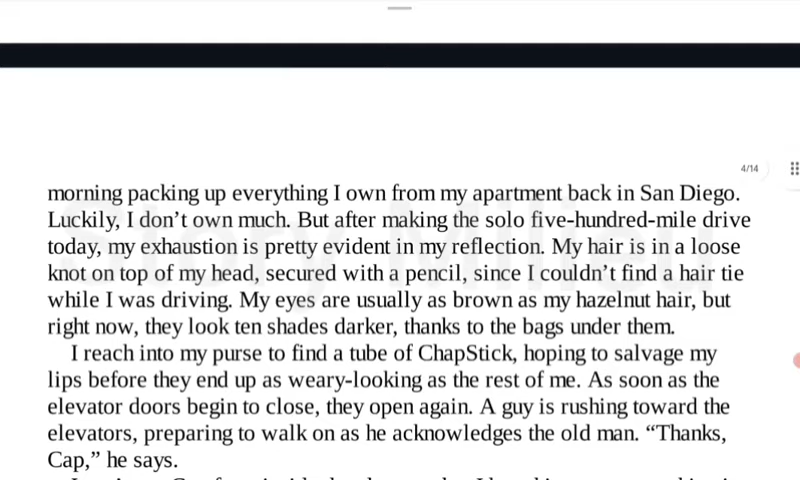 4/14
morning packing up everything I own from my apartment back in San Diego.
Luckily, I don’t own much. But after making the solo five-hundred-mile drive
today, my exhaustion is pretty evident in my reflection. My hair is in a loose
knot on top of my head, secured with a pencil, since I couldn’t find a hair tie
while I was driving. My eyes are usually as brown as my hazelnut hair, but
right now, they look ten shades darker, thanks to the bags under them.
I reach into my purse to find a tube of ChapStick, hoping to salvage my
lips before they end up as weary-looking as the rest of me. As soon as the
elevator doors begin to close, they open again. A guy is rushing toward the
elevators, preparing to walk on as he acknowledges the old man. “Thanks,
Cap,” he says.